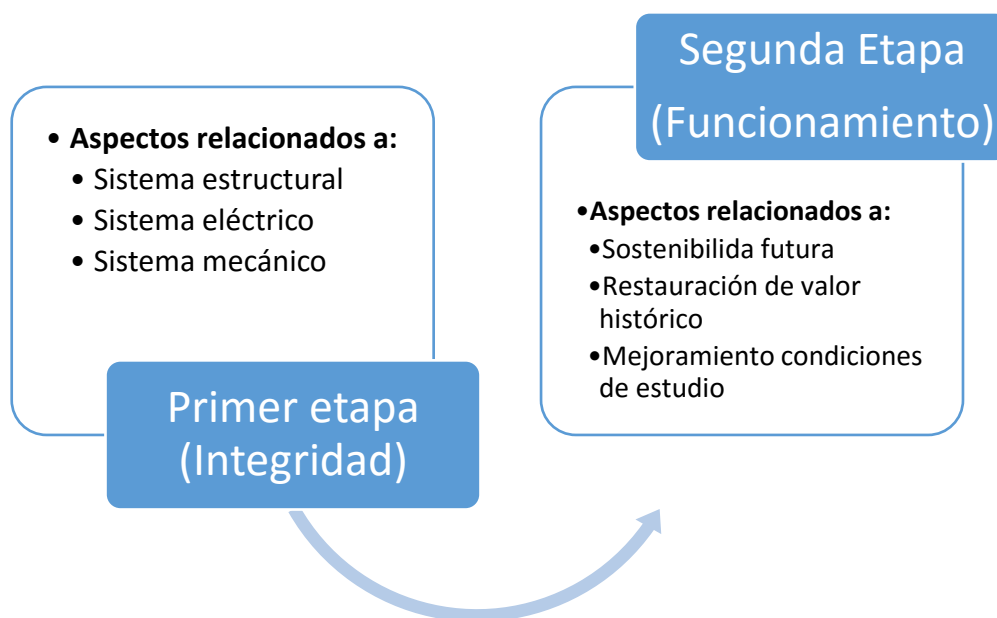 • Aspectos relacionados a:
• Sistema estructural
• Sistema eléctrico
• Sistema mecánico
Primer etapa
(Integridad)
Segunda Etapa
(Funcionamiento)
•Aspectos relacionados a:
•Sostenibilida futura
•Restauración de valor
histórico
•Mejoramiento condiciones
de estudio